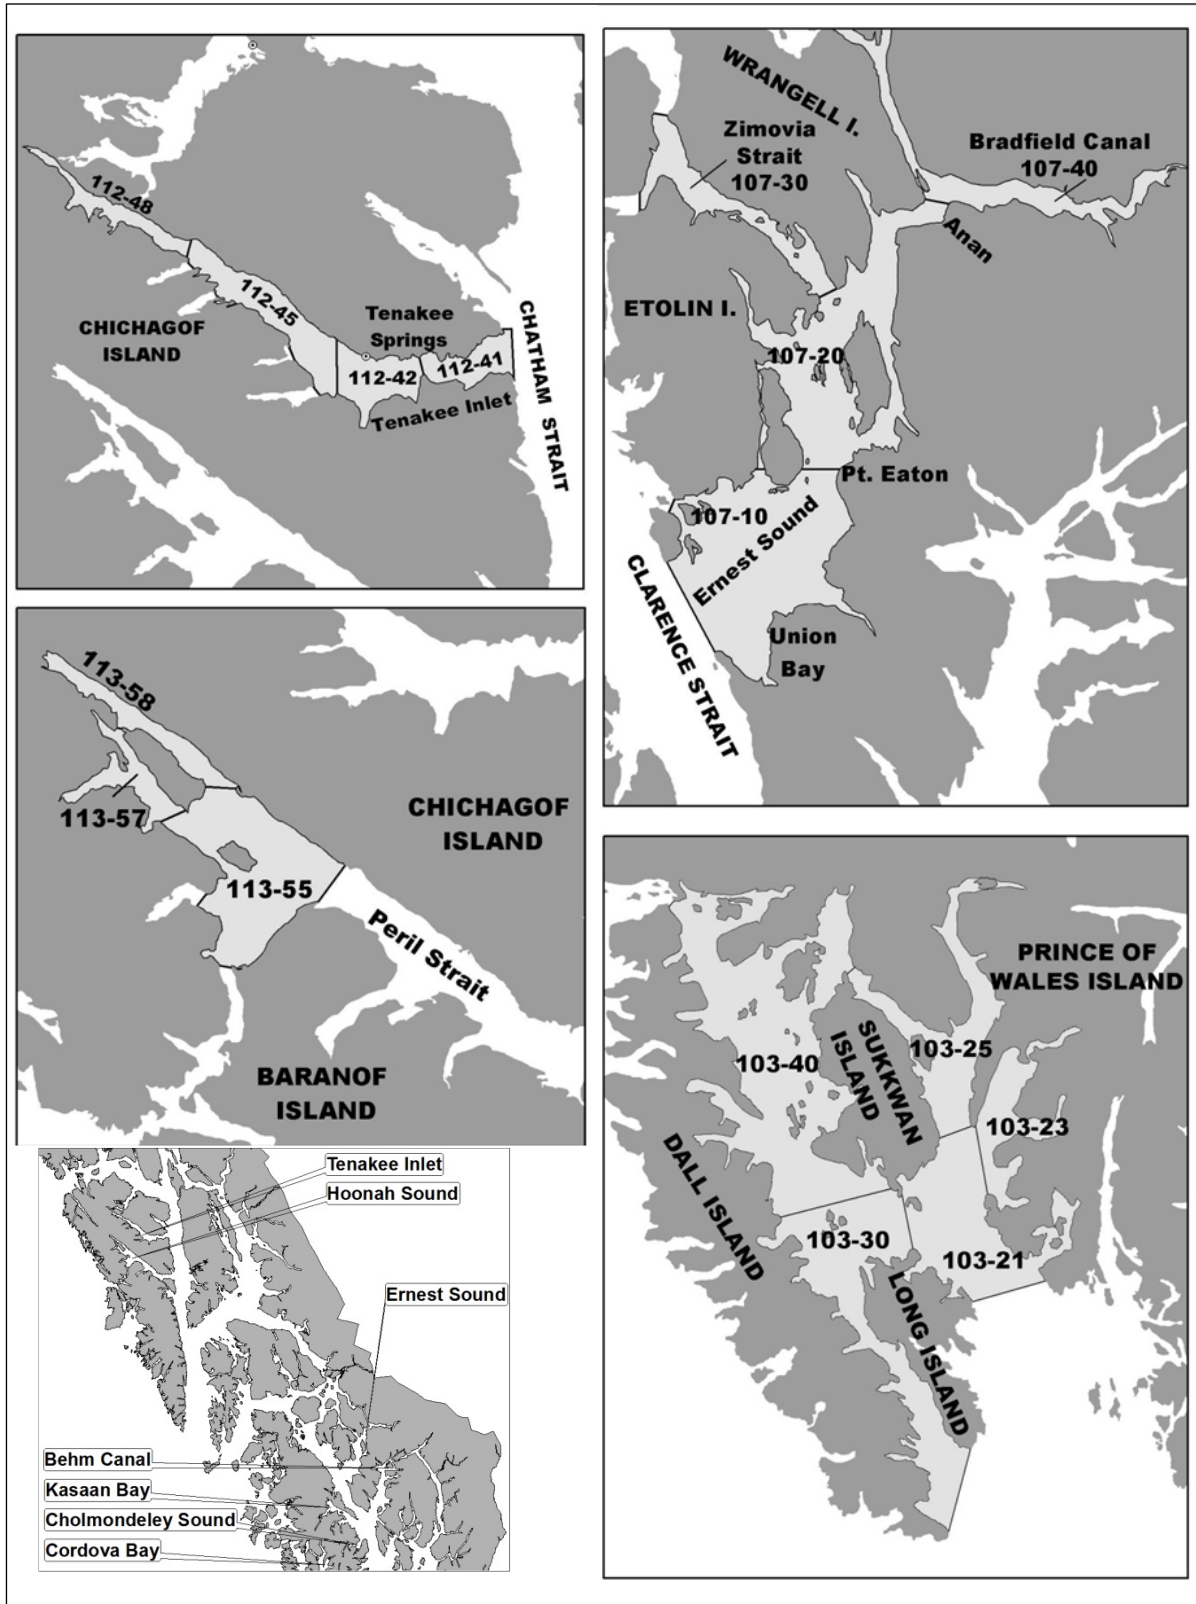 112-48
112-45
CHICHAGOF
ISLAND
Tenakee
Springs
112-42
112-41
Tenakee Inlet
CHATHAM STRAIT
WRANGELL I.
Zimovia
Strait
107-30
Bradfield Canal
107-40
Anan
ETOLIN I.
107-20
Pt. Eaton
107-10
Ernest Sound
CLARENCE STRAIT
Union
Bay
113-58
113-57
CHICHAGOF
ISLAND
113-55
Peril Strait
BARANOF
ISLAND
Tenakee Inlet
Hoonah Sound
Ernest Sound
Behm Canal
Kasaan Bay
Cholmondeley Sound
Cordova Bay
PRINCE OF
WALES ISLAND
SUKKWAN
ISLAND
103-25
103-40
103-23
DALL ISLAND
103-30
103-21
LONG ISLAND